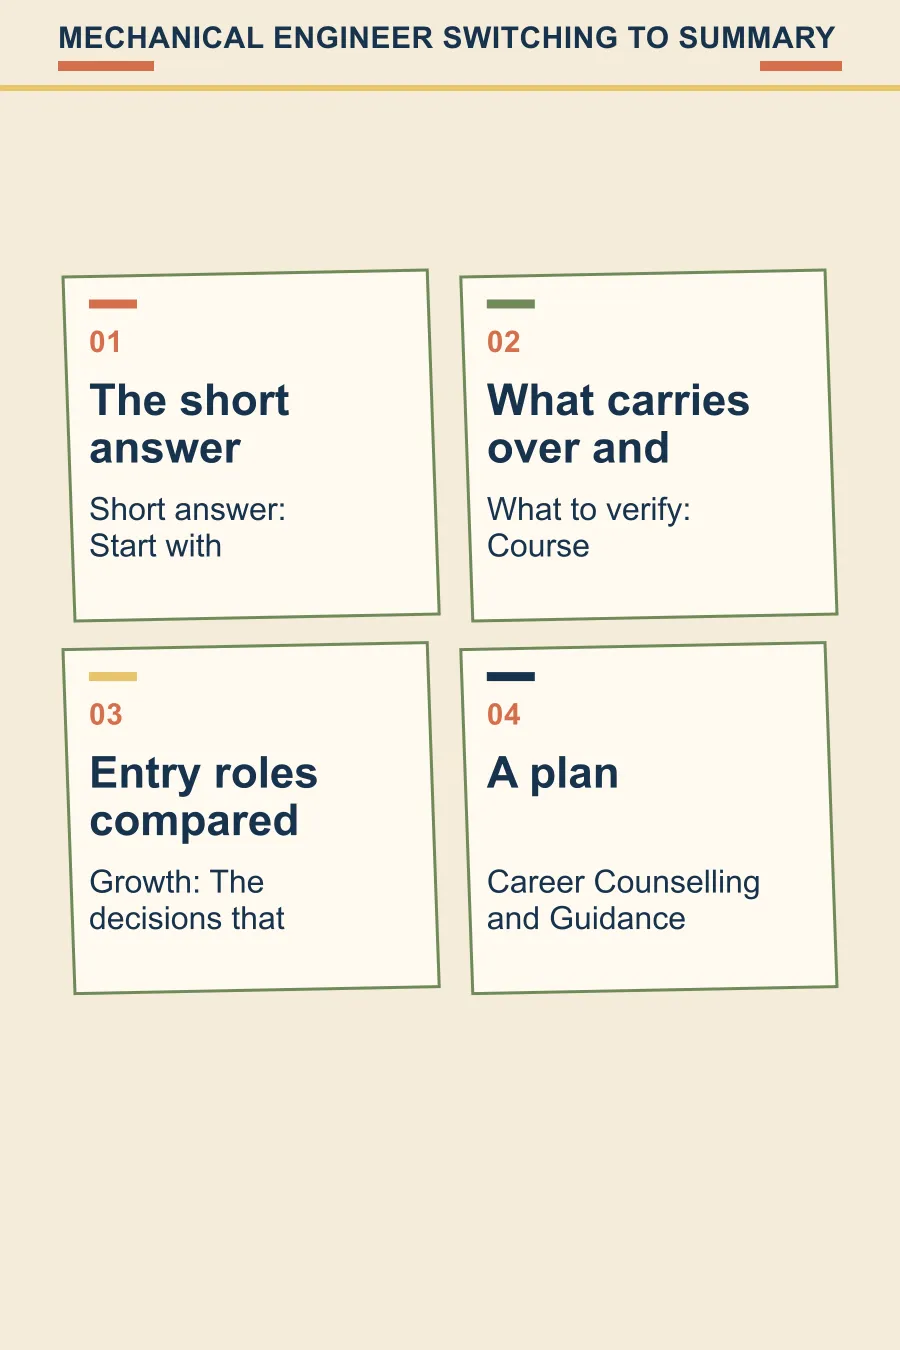 MECHANICAL ENGINEER SWITCHING TO SUMMARY
01
The short
answer
Short answer:
Start with
02
What carries
over and
What to verify:
Course
03
Entry roles
compared
Growth: The
decisions that
04
A plan
Career Counselling
and Guidance